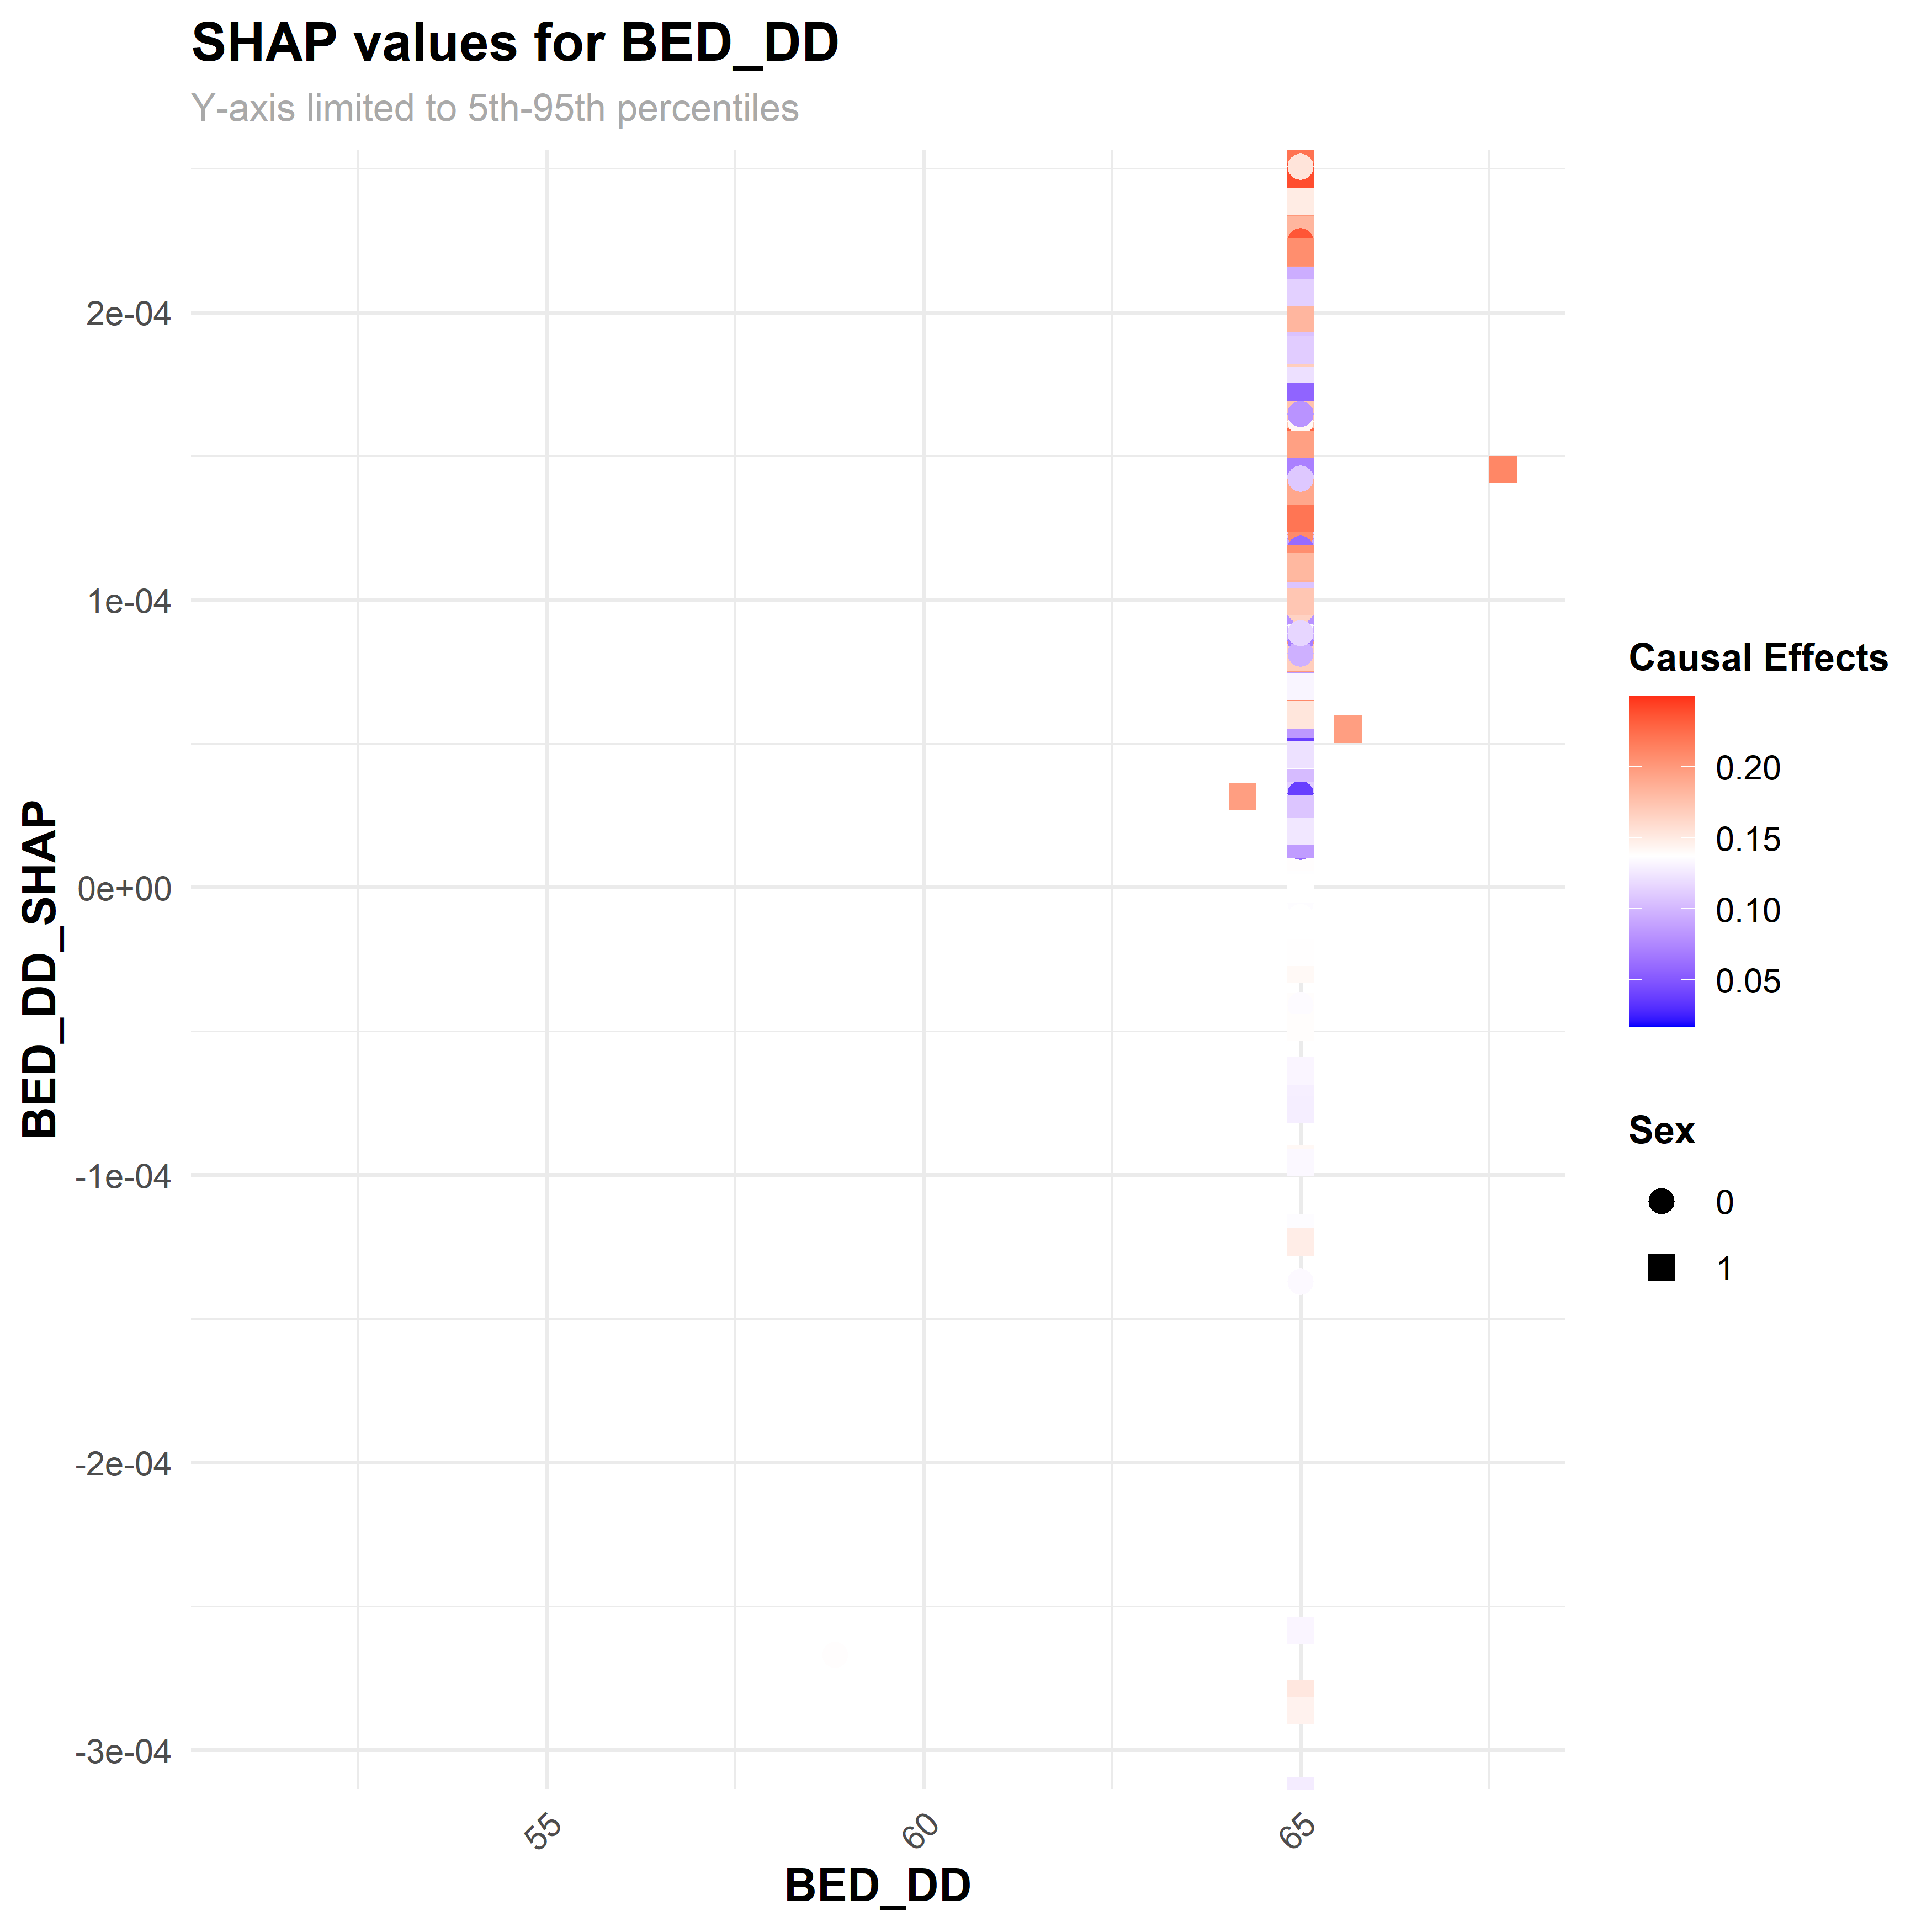 SHAP values for BED_DD
Y-axis limited to 5th-95th percentiles
BED_DD_SHAP
2e-04
1e-04
0e+00
-1e-04
-2e-04
-3e-04
55
60
65
BED_DD
Causal Effects
0.20
0.15
0.10
0.05
Sex
0
1